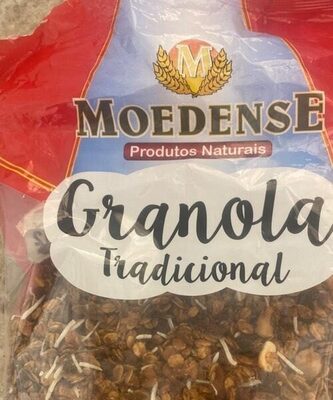 M
MOEDENSE
Produtos Naturais
Granola
Tradicional